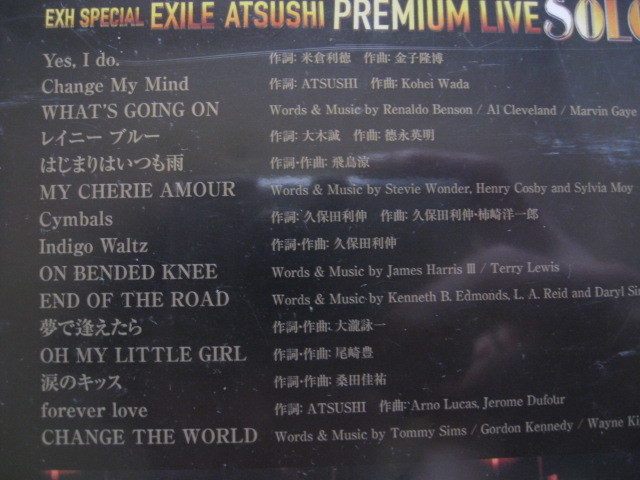 EXH SPECIAL EXILE ATSUSHI PREMIUM LIVE SOLO
Yes, I do. 作詞: 米倉利徳 作曲: 金子隆博
Change My Mind 作詞: ATSUSHI 作曲: Kohei Wada
WHAT'S GOING ON Words & Music by Renaldo Benson / Al Cleveland / Marvin Gaye
レイニー ブルー 作詞: 大木誠 作曲: 德永英明
はじまりはいつも雨 作詞・作曲: 飛鳥涼
MY CHERIE AMOUR Words & Music by Stevie Wonder, Henry Cosby and Sylvia Moy
Cymbals 作詞: 久保田利伸 作曲: 久保田利伸・柿崎洋一郎
Indigo Waltz 作詞・作曲: 久保田利伸
ON BENDED KNEE Words & Music by James Harris III / Terry Lewis
END OF THE ROAD Words & Music by Kenneth B. Edmonds, L. A. Reid and Daryl
夢で逢えたら 作詞・作曲: 大瀧詠一
OH MY LITTLE GIRL 作詞・作曲: 尾崎豊
涙のキッス 作詞・作曲: 桑田佳祐
forever love 作詞: ATSUSHI 作曲: Arno Lucas, Jerome Dufour
CHANGE THE WORLD Words & Music by Tommy Sims / Gordon Kennedy / Wayne